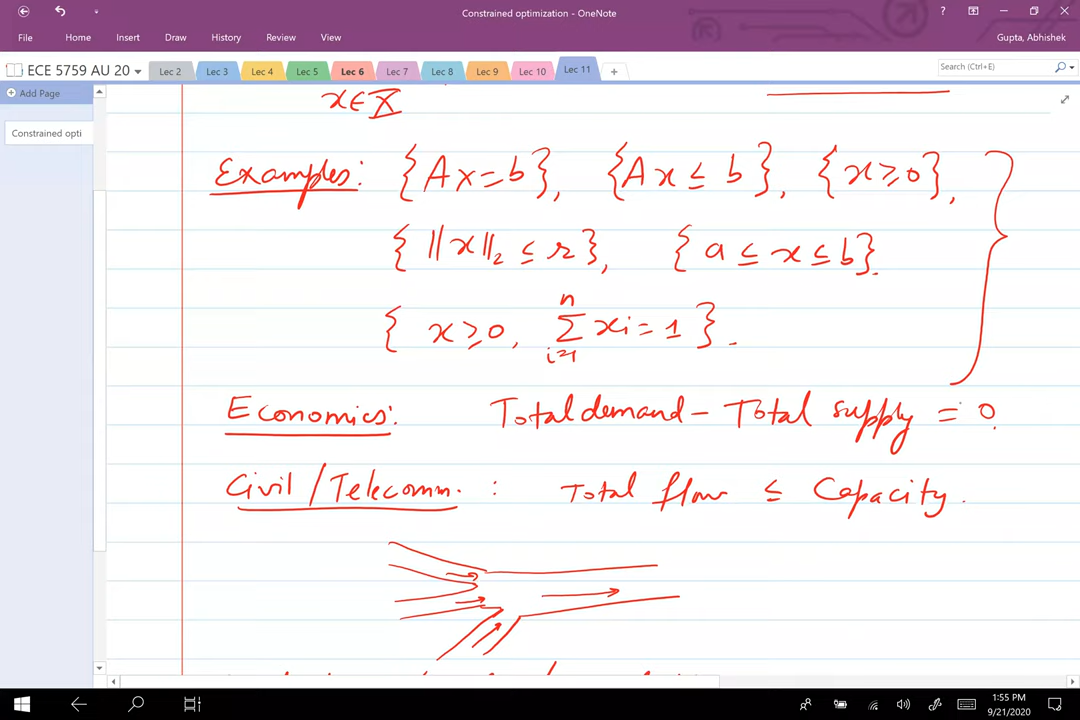 Constrained optimization - OneNote
Gupta, Abhishek
File Home Insert Draw History Review View
ECE 5759 AU 20 Lec 2 Lec 3 Lec 4 Lec 5 Lec 6 Lec 7 Lec 8 Lec 9 Lec 10 Lec 11
Search (Ctrl+E)
Add Page
Constrained opti
x∈X
Examples: {Ax=b}, {Ax ≤ b}, {x≥0},
{‖x‖₂ ≤ r}, {a ≤ x ≤ b}.
{ x≥0, ∑_{i=1}^{n} xi = 1 }.
Economics: Total demand - Total supply = 0.
Civil/Telecomm. : Total flow ≤ Capacity.
1:55 PM
9/21/2020